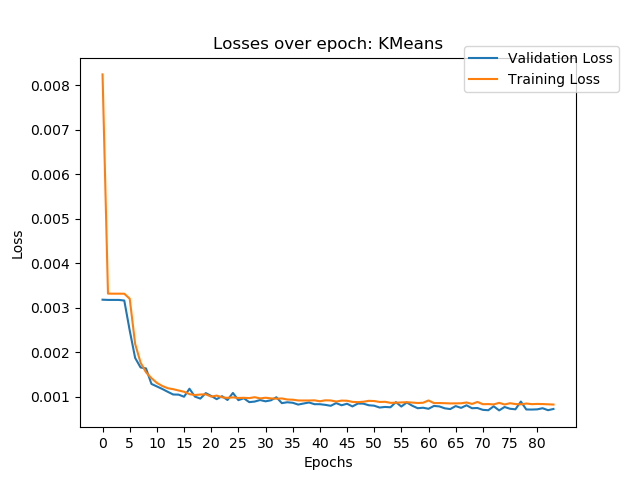 Losses over epoch: KMeans
Validation Loss
Training Loss
0.008
0.007
0.006
0.005
0.004
0.003
0.002
0.001
Loss
0 5 10 15 20 25 30 35 40 45 50 55 60 65 70 75 80
Epochs